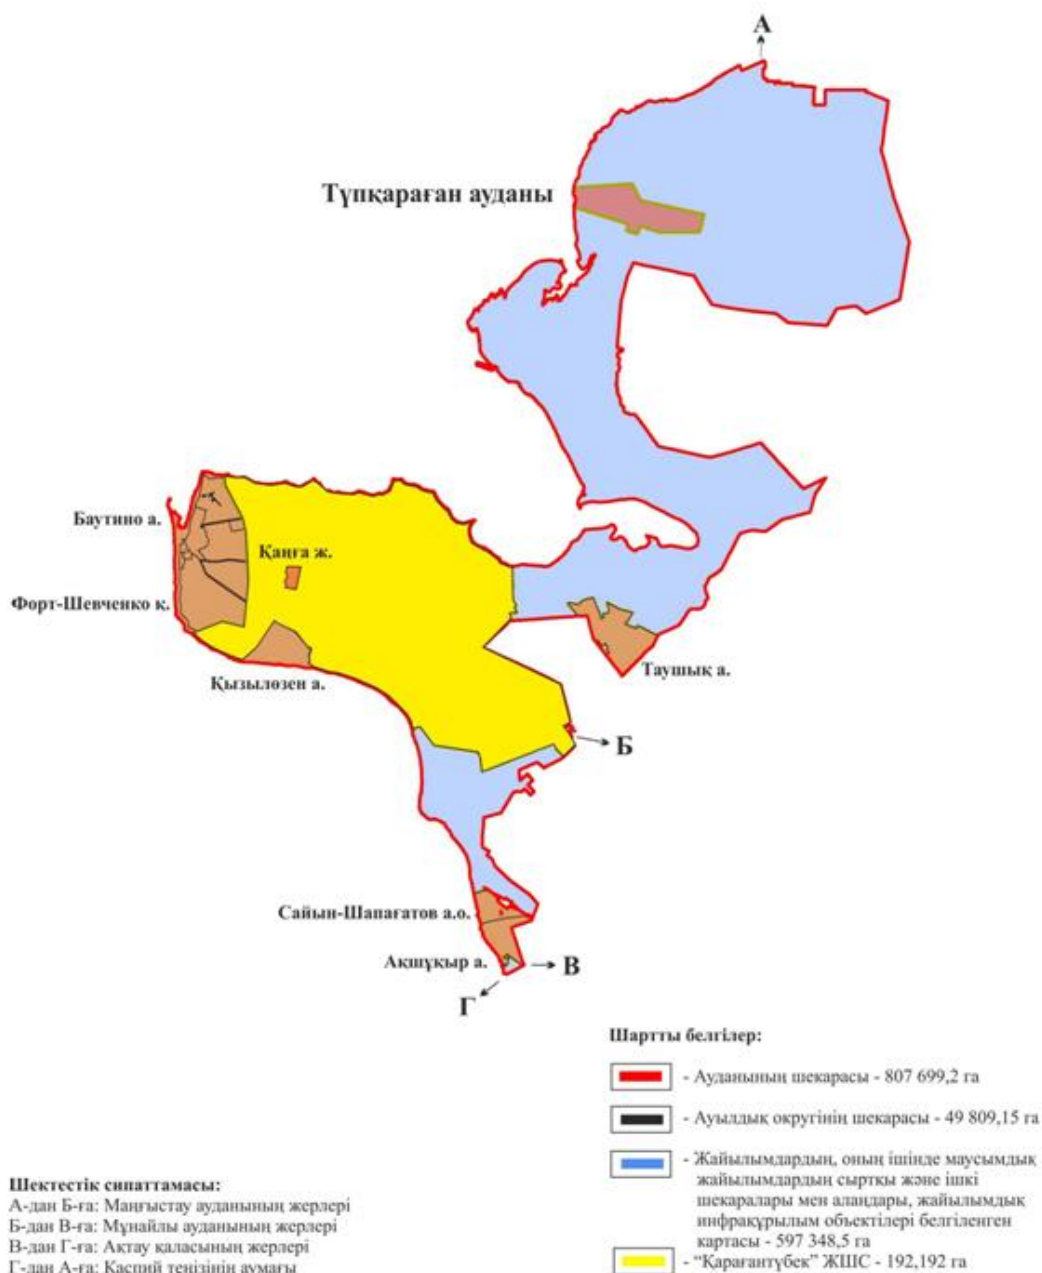 А
Түпқараған ауданы
Баутино а.
Қаңға ж.
Форт-Шевченко қ.
Қызылөзен а.
Таушық а.
Б
Сайын-Шапағатов а.о.
Ақшұқыр а.
В
Г
Шартты белгілер:
- Ауданының шекарасы - 807 699,2 га
- Ауылдық округінің шекарасы - 49 809,15 га
- Жайылымдардың, оның ішінде маусымдық
жайылымдардың сыртқы және ішкі
шекаралары мен алаңдары, жайылымдық
инфрақұрылым объектілері белгіленген
картасы - 597 348,5 га
- “Қарағантүбек” ЖШС - 192,192 га
Шектестік сипаттамасы:
А-дан Б-ға: Маңғыстау ауданының жерлері
Б-дан В-ға: Мұнайлы ауданының жерлері
В-дан Г-ға: Ақтау қаласының жерлері
Г-дан А-ға: Каспий теңізінің аумағы